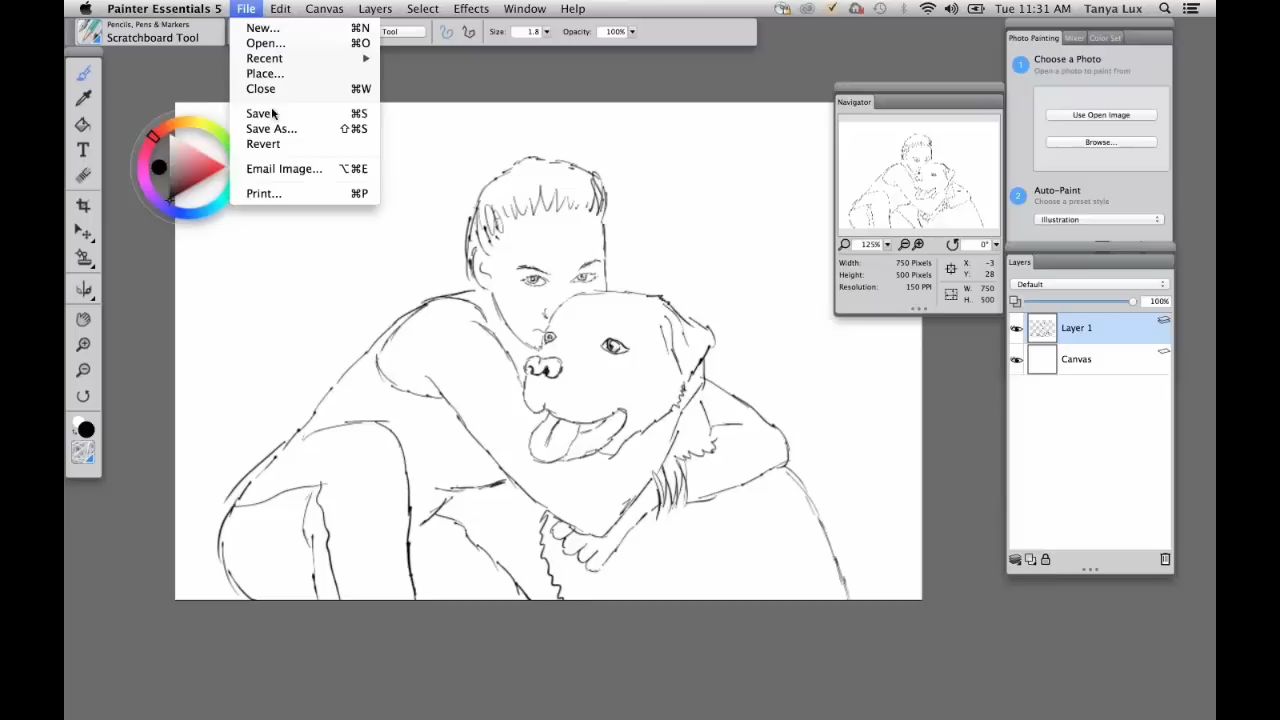 Painter Essentials 5 File Edit Canvas Layers Select Effects Window Help Tue 11:31 AM Tanya Lux
Pencils, Pens & Markers
Scratchboard Tool
Tool
Size: 1.8
Opacity: 100%
New... ⌘N
Open... ⌘O
Recent
Place...
Close ⌘W
Save ⌘S
Save As... ⇧⌘S
Revert
Email Image... ⌥⌘E
Print... ⌘P
Navigator
125%
0°
Width: 750 Pixels
Height: 500 Pixels
Resolution: 150 PPI
X: -3
Y: 28
W: 750
H: 500
Photo Painting Mixer Color Set
1 Choose a Photo
Open a photo to paint from
Use Open Image
Browse...
2 Auto-Paint
Choose a preset style
Illustration
Layers
Default
100%
Layer 1
Canvas
T